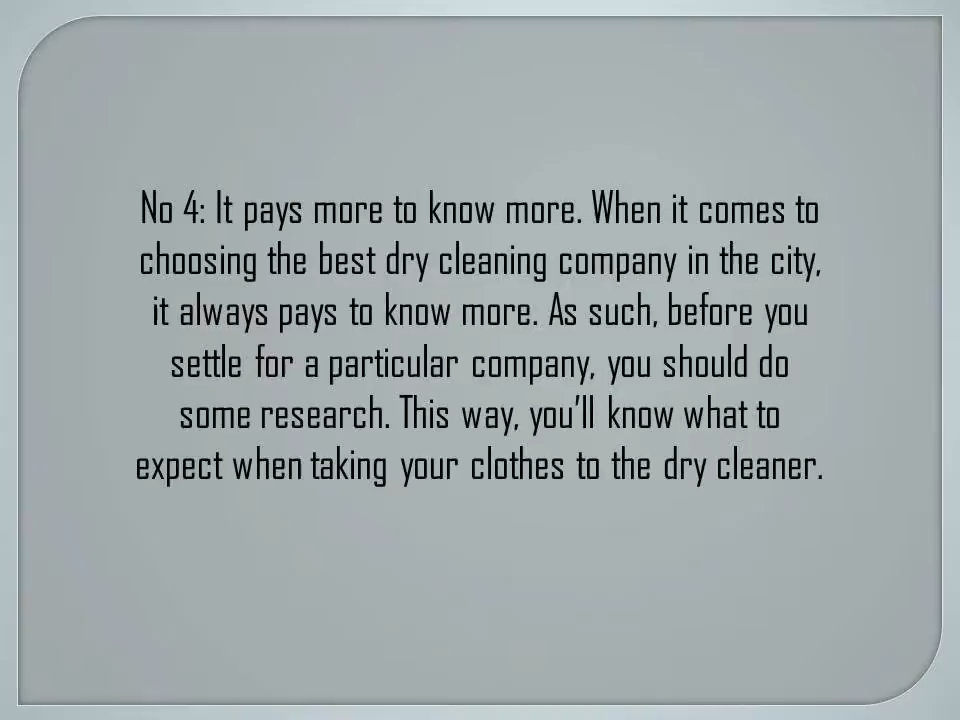 No 4: It pays more to know more. When it comes to
choosing the best dry cleaning company in the city,
it always pays to know more. As such, before you
settle for a particular company, you should do
some research. This way, you’ll know what to
expect when taking your clothes to the dry cleaner.